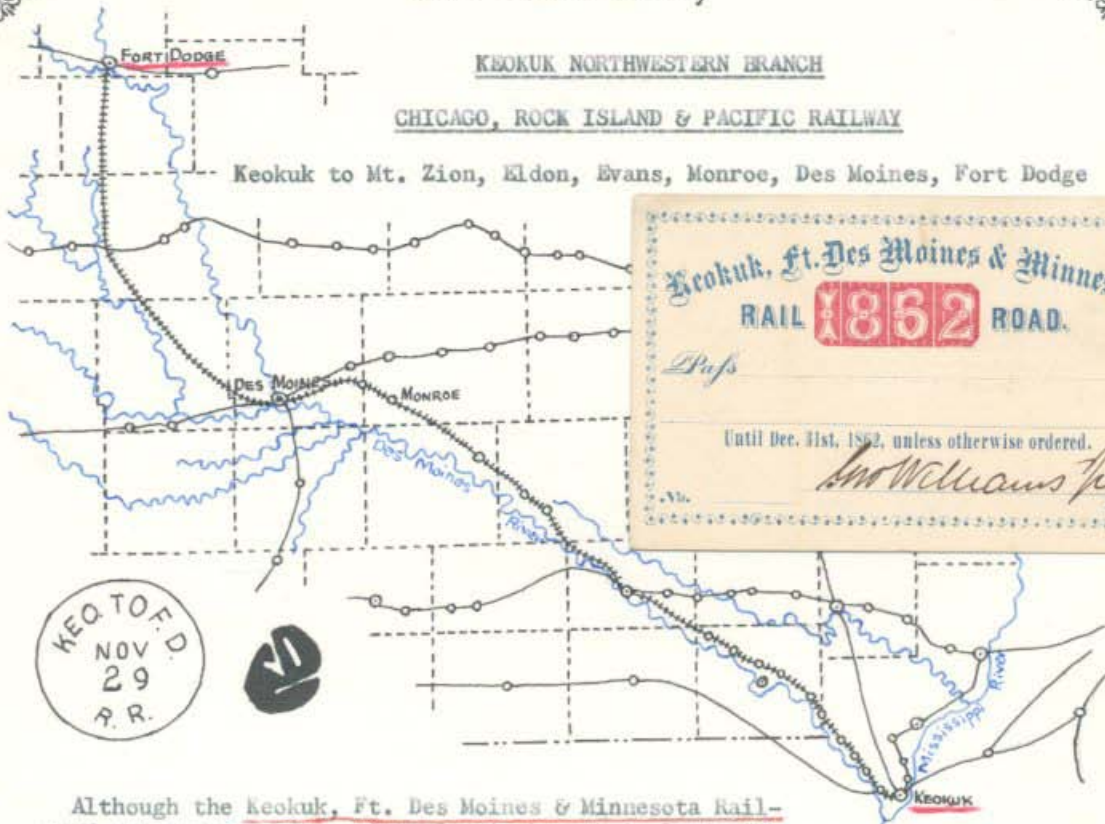 KEOKUK NORTHWESTERN BRANCH
CHICAGO, ROCK ISLAND & PACIFIC RAILWAY
Keokuk to Mt. Zion, Eldon, Evans, Monroe, Des Moines, Fort Dodge
FORT DODGE
Keokuk, Ft. Des Moines & Minne
RAIL 1862 ROAD.
Pass
Until Dec. 31st, 1862, unless otherwise ordered.
Williams
No.
DES MOINES
MONROE
Des Moines
River
KEO. TO F. D.
NOV
29
R. R.
Mississippi
River
KEOKUK
Although the Keokuk, Ft. Des Moines & Minnesota Rail-